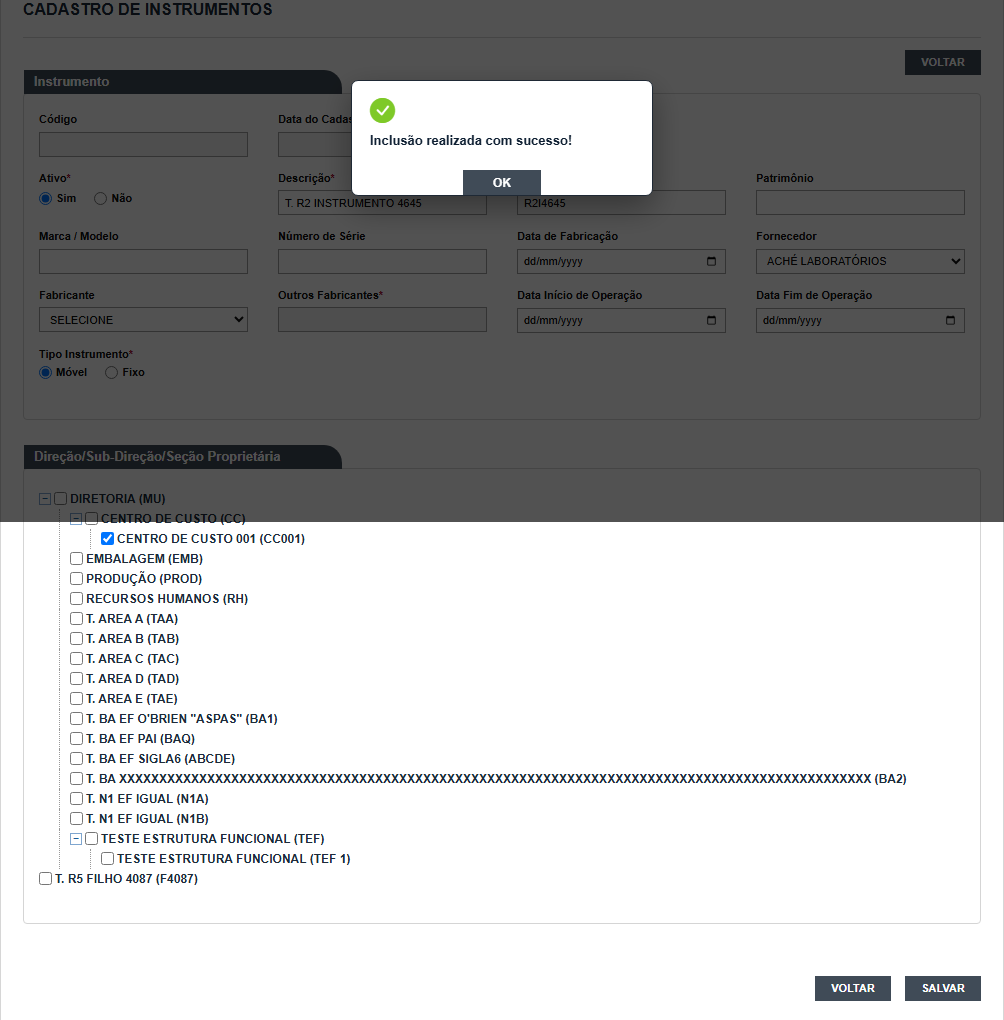 CADASTRO DE INSTRUMENTOS
VOLTAR
Instrumento
Código
Data do Cadas
Inclusão realizada com sucesso!
OK
Ativo*
Descrição*
Patrimônio
Sim
Não
T. R2 INSTRUMENTO 4645
R2I4645
Marca / Modelo
Número de Série
Data de Fabricação
Fornecedor
dd/mm/yyyy
ACHÉ LABORATÓRIOS
Fabricante
Outros Fabricantes*
Data Início de Operação
Data Fim de Operação
SELECIONE
dd/mm/yyyy
dd/mm/yyyy
Tipo Instrumento*
Móvel
Fixo
Direção/Sub-Direção/Seção Proprietária
DIRETORIA (MU)
CENTRO DE CUSTO (CC)
CENTRO DE CUSTO 001 (CC001)
EMBALAGEM (EMB)
PRODUÇÃO (PROD)
RECURSOS HUMANOS (RH)
T. AREA A (TAA)
T. AREA B (TAB)
T. AREA C (TAC)
T. AREA D (TAD)
T. AREA E (TAE)
T. BA EF O'BRIEN "ASPAS" (BA1)
T. BA EF PAI (BAQ)
T. BA EF SIGLA6 (ABCDE)
T. BA XXXXXXXXXXXXXXXXXXXXXXXXXXXXXXXXXXXXXXXXXXXXXXXXXXXXXXXXXXXXXXXXXXXXXXXXXXXXXXXXXXXXXXXXXXXXXX (BA2)
T. N1 EF IGUAL (N1A)
T. N1 EF IGUAL (N1B)
TESTE ESTRUTURA FUNCIONAL (TEF)
TESTE ESTRUTURA FUNCIONAL (TEF 1)
T. R5 FILHO 4087 (F4087)
VOLTAR
SALVAR